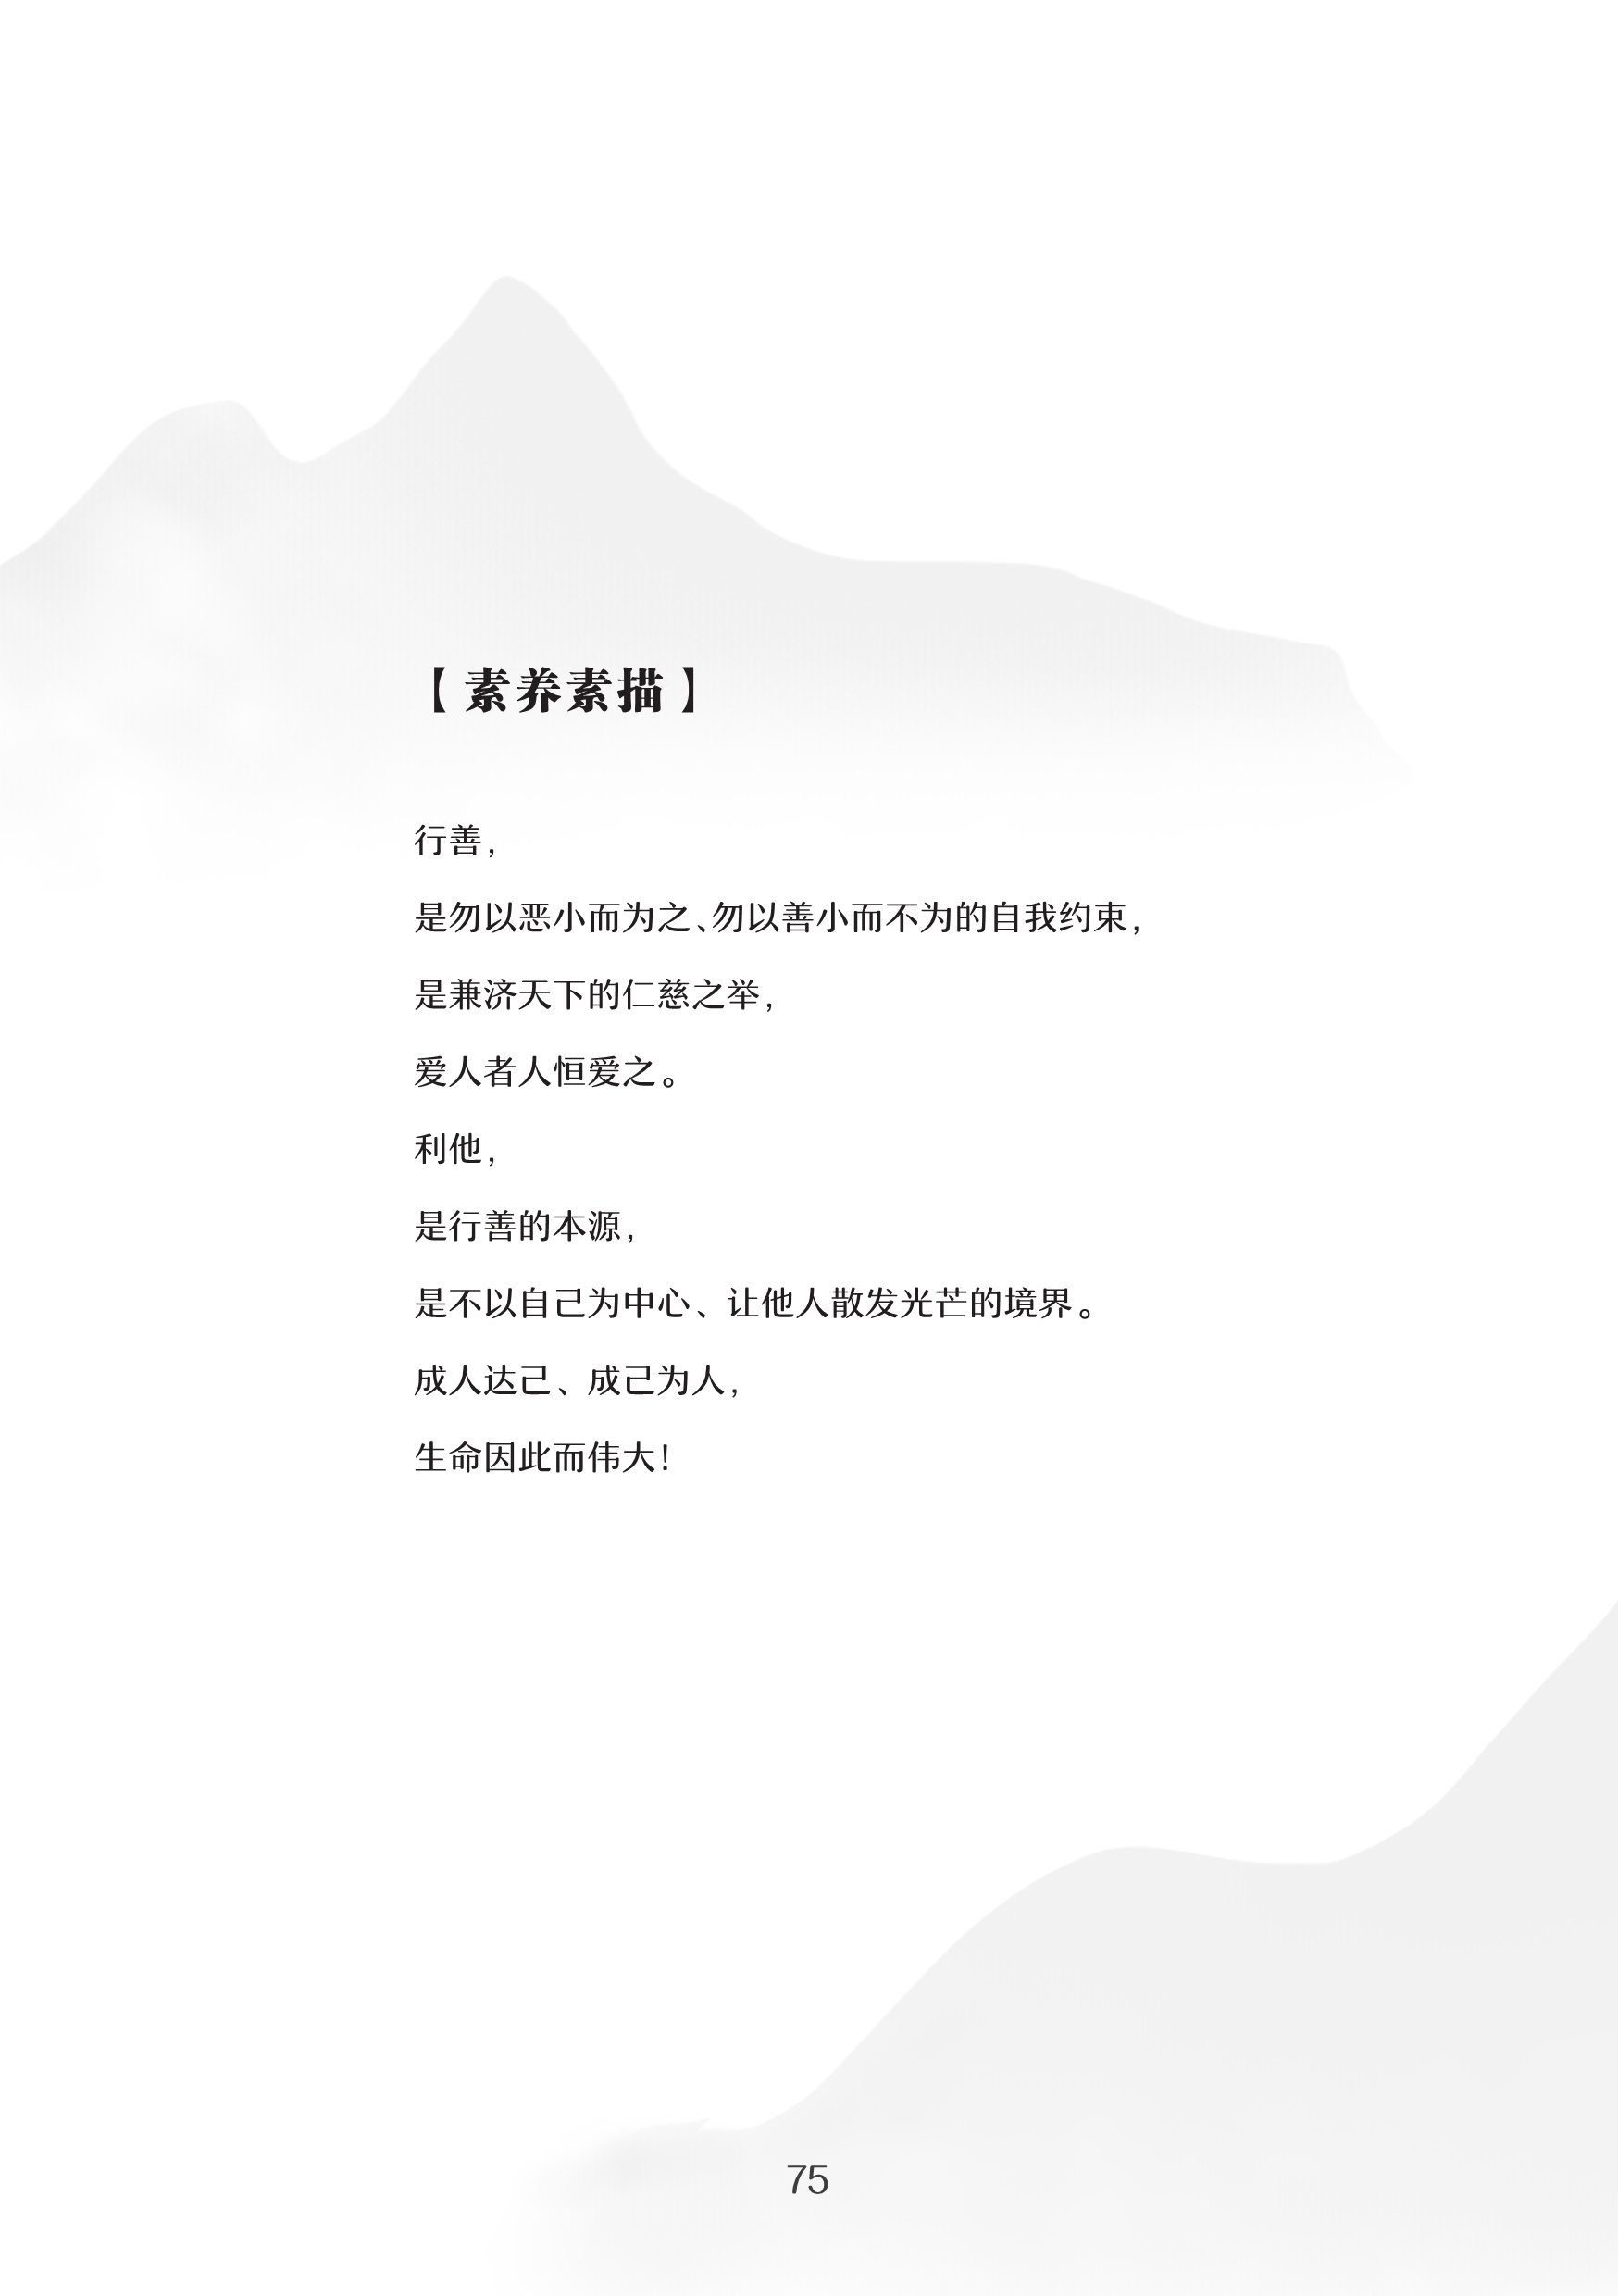 【素养素描】
行善，
是勿以恶小而为之、勿以善小而不为的自我约束，
是兼济天下的仁慈之举，
爱人者人恒爱之。
利他，
是行善的本源，
是不以自己为中心、让他人散发光芒的境界。
成人达己、成己为人，
生命因此而伟大！
75